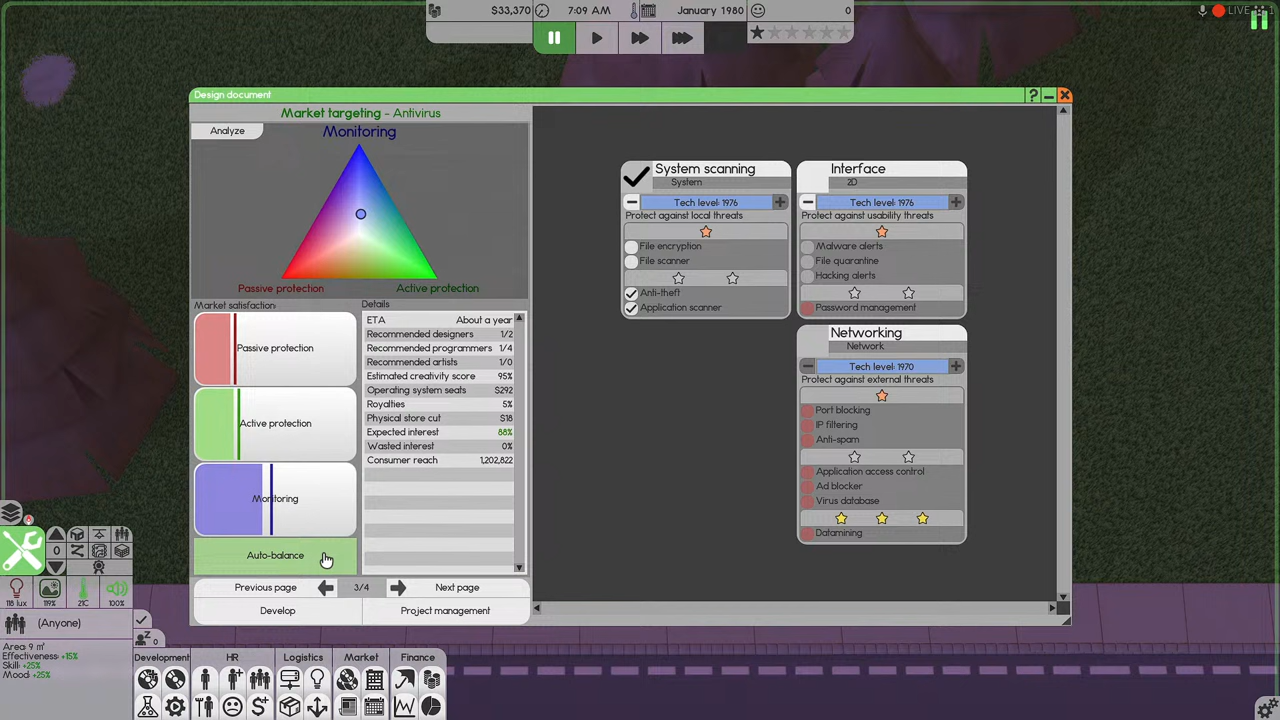 $33,370
7:09 AM
January 1980
0
LIVE
1
Design document
?
Market targeting - Antivirus
Analyze
Monitoring
Passive protection
Active protection
Market satisfaction:
Passive protection
Active protection
Monitoring
Auto-balance
Details
ETA About a year
Recommended designers 1/2
Recommended programmers 1/4
Recommended artists 1/0
Estimated creativity score 95%
Operating system seats $292
Royalties 5%
Physical store cut $18
Expected interest 88%
Wasted interest 0%
Consumer reach 1,202,822
Previous page
3/4
Next page
Develop
Project management
System scanning
System
Tech level: 1976
Protect against local threats
File encryption
File scanner
Anti-theft
Application scanner
Interface
2D
Tech level: 1976
Protect against usability threats
Malware alerts
File quarantine
Hacking alerts
Password management
Networking
Network
Tech level: 1970
Protect against external threats
Port blocking
IP filtering
Anti-spam
Application access control
Ad blocker
Virus database
Datamining
0
118 lux
119%
21C
100%
(Anyone)
Area: 9 m²
Effectiveness: +15%
Skill: +25%
Mood: +25%
Z 0
Development
HR
Logistics
Market
Finance